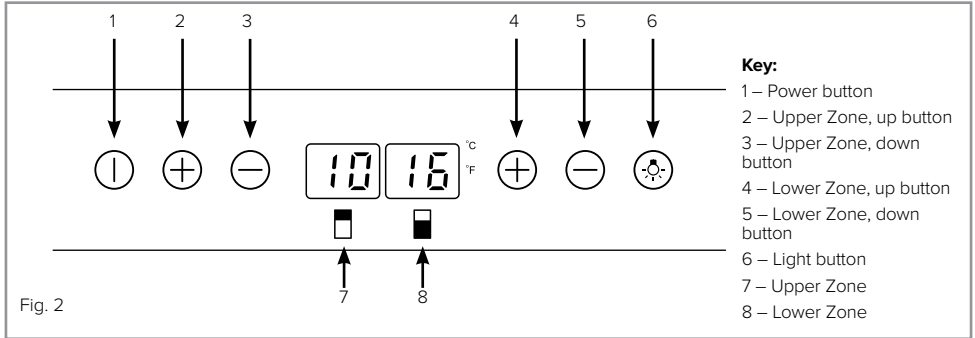 1 2 3 4 5 6
10 16 °C
°F
7 8
Fig. 2
Key:
1 – Power button
2 – Upper Zone, up button
3 – Upper Zone, down
button
4 – Lower Zone, up button
5 – Lower Zone, down
button
6 – Light button
7 – Upper Zone
8 – Lower Zone